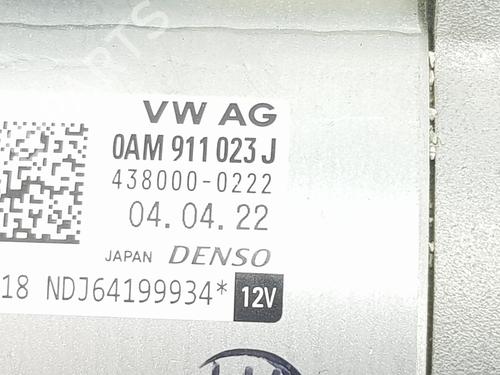 VW AG
0AM 911 023 J
438000-0222
04.04.22
JAPAN DENSO
18 NDJ64199934* 12V